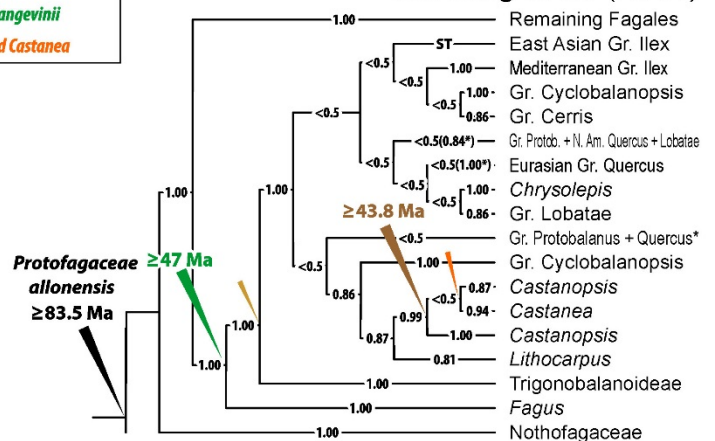 angevinii
d Castanea
1.00 Remaining Fagales
ST East Asian Gr. Ilex
<0.5
<0.5
1.00 Mediterranean Gr. Ilex
1.00 Gr. Cyclobalanopsis
<0.5
<0.5
0.86 Gr. Cerris
<0.5(0.84*) Gr. Protob. + N. Am. Quercus + Lobatae
<0.5
<0.5(1.00*) Eurasian Gr. Quercus
<0.5
1.00
1.00
1.00 Chrysolepis
<0.5
≥43.8 Ma
0.86 Gr. Lobatae
<0.5 Gr. Protobalanus + Quercus*
Protofagaceae
allonensis
≥83.5 Ma
≥47 Ma
<0.5
1.00 Gr. Cyclobalanopsis
0.87 Castanopsis
0.86
<0.5
0.94 Castanea
0.99
1.00
0.87
1.00 Castanopsis
0.81 Lithocarpus
1.00
1.00 Trigonobalanoideae
1.00 Fagus
1.00 Nothofagaceae